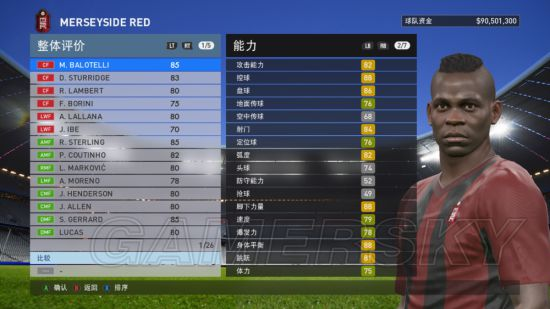 MERSEYSIDE RED
球队资金 $90,501,300
整体评价 LT RT 1/5
CF M. BALOTELLI 85
CF D. STURRIDGE 83
CF R. LAMBERT 80
CF F. BORINI 75
LWF A. LALLANA 80
LWF J. IBE 70
AMF R. STERLING 85
AMF P. COUTINHO 82
RMF L. MARKOVIĆ 80
LMF A. MORENO 78
CMF J. HENDERSON 80
CMF J. ALLEN 80
DMF S. GERRARD 85
DMF LUCAS 80
1/26
比较
-
能力 LB RB 2/7
攻击能力 82
控球 88
盘球 86
地面传球 76
空中传球 68
射门 84
定位球 76
弧度 82
头球 74
防守能力 52
抢球 49
脚下力量 88
速度 79
爆发力 78
身体平衡 88
跳跃 81
体力 75
A 确认 B 返回 X 排序
GAMERSKY